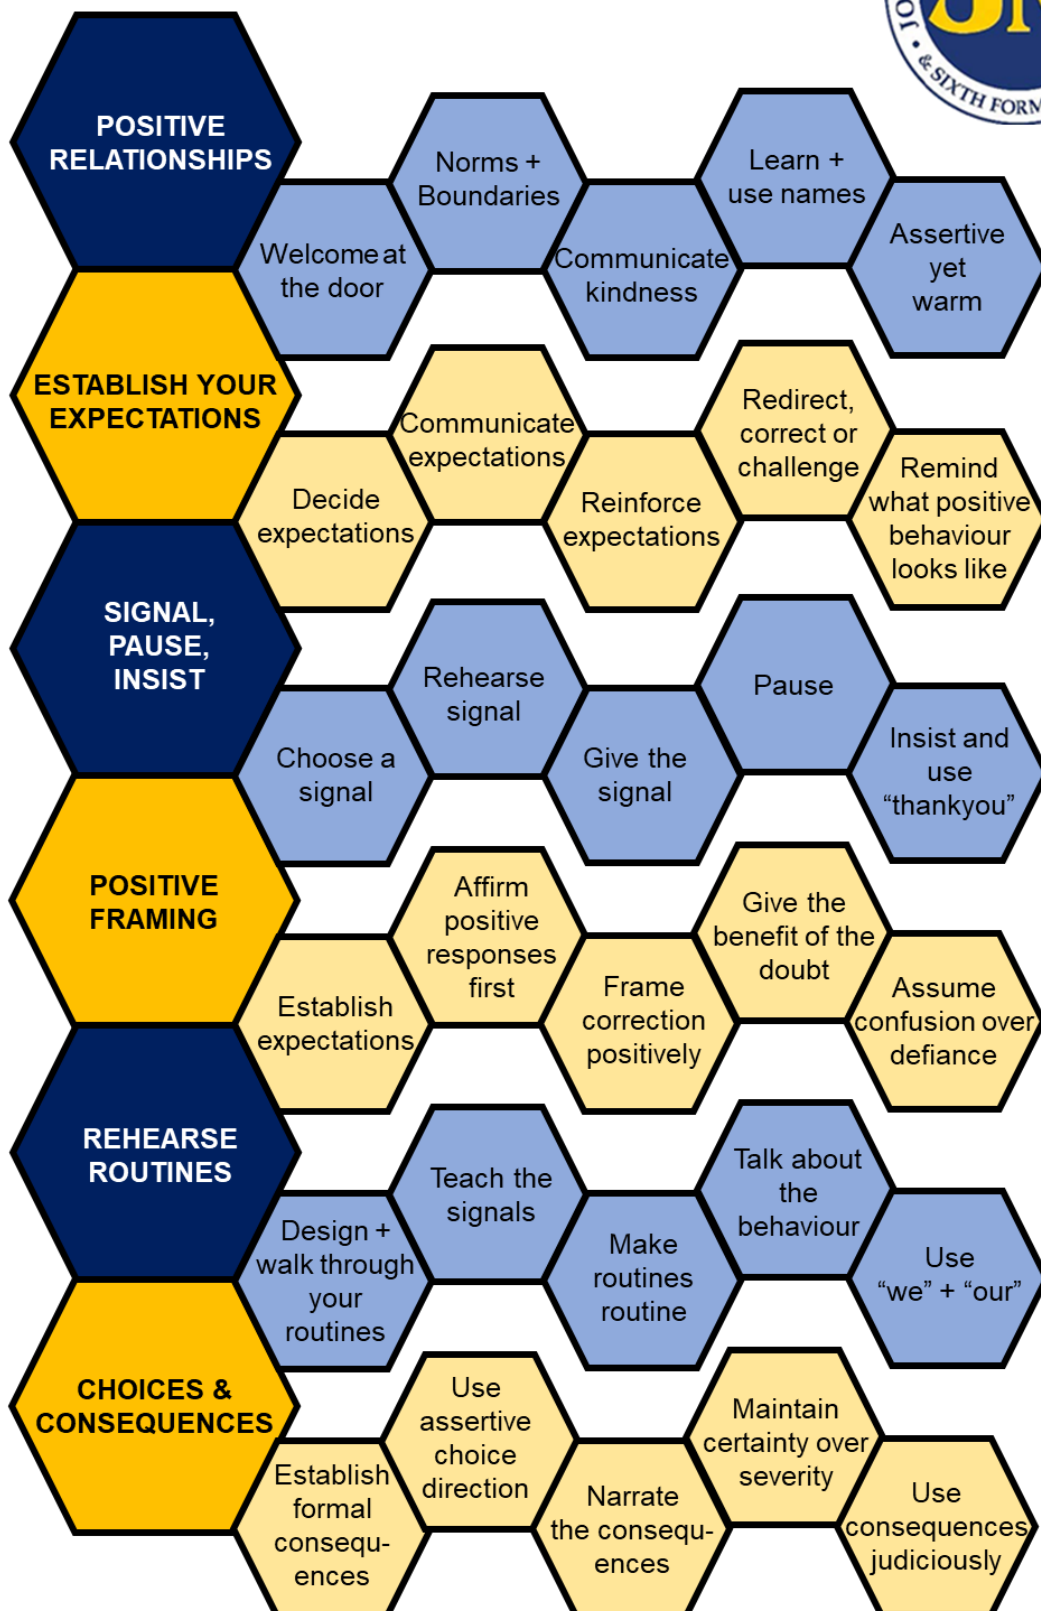 POSITIVE
RELATIONSHIPS
Welcome at
the door
Norms +
Boundaries
Communicate
kindness
Learn +
use names
Assertive
yet
warm
ESTABLISH YOUR
EXPECTATIONS
Decide
expectations
Communicate
expectations
Reinforce
expectations
Redirect,
correct or
challenge
Remind
what positive
behaviour
looks like
SIGNAL,
PAUSE,
INSIST
Choose a
signal
Rehearse
signal
Give the
signal
Pause
Insist and
use
“thankyou”
POSITIVE
FRAMING
Establish
expectations
Affirm
positive
responses
first
Frame
correction
positively
Give the
benefit of the
doubt
Assume
confusion over
defiance
REHEARSE
ROUTINES
Design +
walk through
your
routines
Teach the
signals
Make
routines
routine
Talk about
the
behaviour
Use
“we” + “our”
CHOICES &
CONSEQUENCES
Establish
formal
consequ-
ences
Use
assertive
choice
direction
Narrate
the consequ-
ences
Maintain
certainty over
severity
Use
consequences
judiciously
& SIXTH FORM